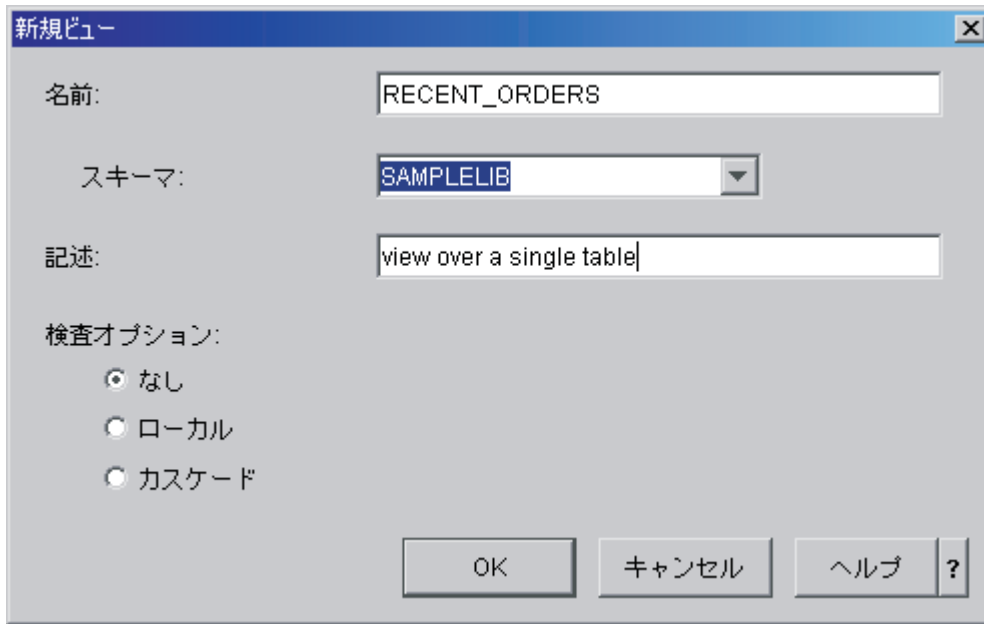 新規ビュー
名前: RECENT_ORDERS
スキーマ: SAMPLELIB
記述: view over a single table
検査オプション:
なし
ローカル
カスケード
OK キャンセル ヘルプ ?